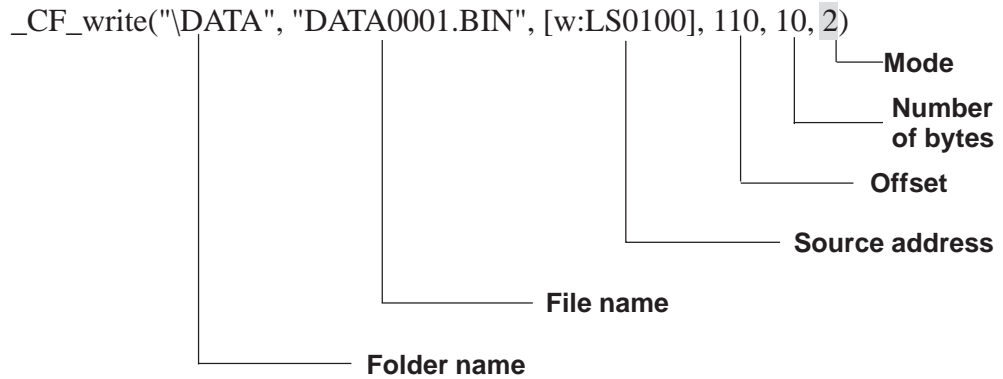 _CF_write("\DATA", "DATA0001.BIN", [w:LS0100], 110, 10, 2)
Mode
Number
of bytes
Offset
Source address
File name
Folder name